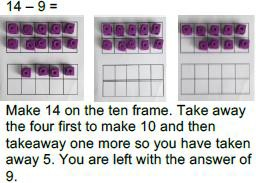 14 – 9 =
Make 14 on the ten frame. Take away
the four first to make 10 and then
takeaway one more so you have taken
away 5. You are left with the answer of
9.